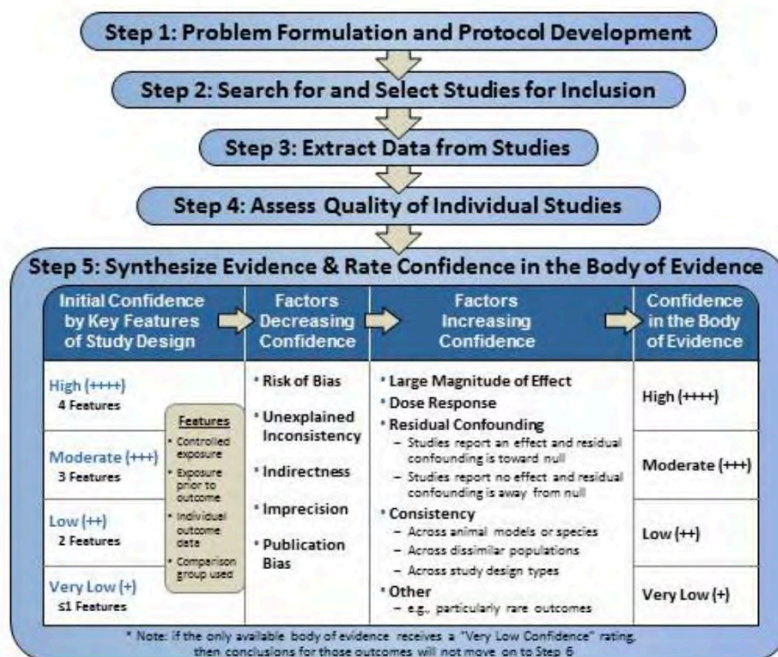 Step 1: Problem Formulation and Protocol Development
Step 2: Search for and Select Studies for Inclusion
Step 3: Extract Data from Studies
Step 4: Assess Quality of Individual Studies
Step 5: Synthesize Evidence & Rate Confidence in the Body of Evidence
Initial Confidence
by Key Features
of Study Design
Factors
Decreasing
Confidence
Factors
Increasing
Confidence
Confidence
in the Body
of Evidence
High (++++)
4 Features
Moderate (+++)
3 Features
Low (++)
2 Features
Very Low (+)
≤1 Features
Features
• Controlled
exposure
• Exposure
prior to
outcome
• Individual
outcome
data
• Comparison
group used
• Risk of Bias
• Unexplained
Inconsistency
• Indirectness
• Imprecision
• Publication
Bias
• Large Magnitude of Effect
• Dose Response
• Residual Confounding
– Studies report an effect and residual
confounding is toward null
– Studies report no effect and residual
confounding is away from null
• Consistency
– Across animal models or species
– Across dissimilar populations
– Across study design types
• Other
– e.g., particularly rare outcomes
High (++++)
Moderate (+++)
Low (++)
Very Low (+)
* Note: if the only available body of evidence receives a "Very Low Confidence" rating,
then conclusions for those outcomes will not move on to Step 6